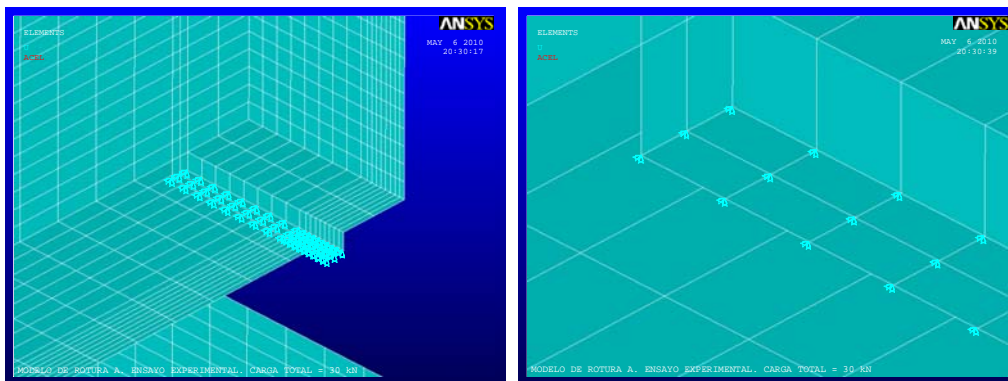 ANSYS
ELEMENTS
MAY 6 2010
20:30:17
ACEL
MODELO DE ROTURA A. ENSAYO EXPERIMENTAL. CARGA TOTAL = 30 kN
ANSYS
ELEMENTS
MAY 6 2010
20:30:39
ACEL
MODELO DE ROTURA A. ENSAYO EXPERIMENTAL. CARGA TOTAL = 30 kN